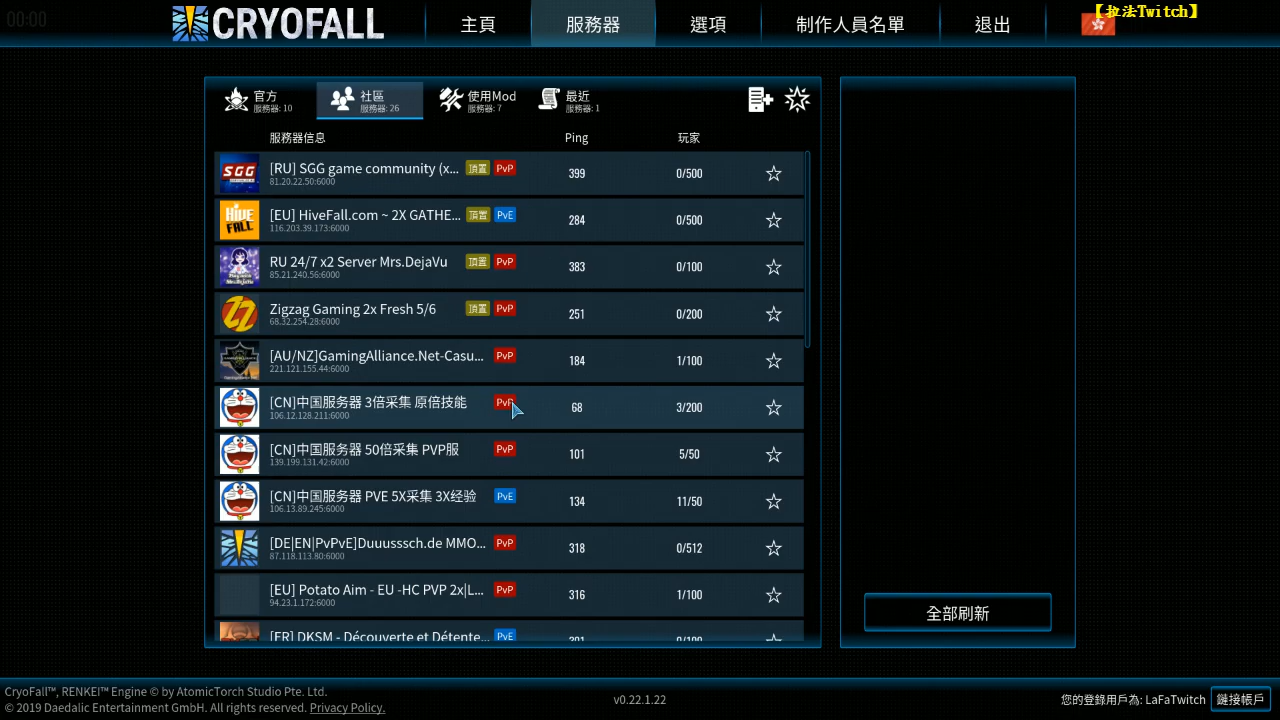 00:00
CRYOFALL
主頁
服務器
選項
制作人員名單
退出
【拉法Twitch】
官方
服務器: 10
社區
服務器: 26
使用Mod
服務器: 7
最近
服務器: 1
服務器信息
Ping
玩家
SGG
[RU] SGG game community (x...
頂置
PvP
399
0/500
81.20.22.50:6000
HIVE
FALL
[EU] HiveFall.com ~ 2X GATHE...
頂置
PvE
284
0/500
116.203.39.173:6000
RU 24/7 x2 Server Mrs.DejaVu
頂置
PvP
383
0/100
85.21.240.56:6000
Zigzag Gaming 2x Fresh 5/6
頂置
PvP
251
0/200
68.32.254.28:6000
[AU/NZ]GamingAlliance.Net-Casu...
PvP
184
1/100
221.121.155.44:6000
[CN]中国服务器 3倍采集 原倍技能
PvP
68
3/200
106.12.128.211:6000
[CN]中国服务器 50倍采集 PVP服
PvP
101
5/50
139.199.131.42:6000
[CN]中国服务器 PVE 5X采集 3X经验
PvE
134
11/50
106.13.89.245:6000
[DE|EN|PvPvE]Duuusssch.de MMO...
PvP
318
0/512
87.118.113.80:6000
[EU] Potato Aim - EU -HC PVP 2x|L...
PvP
316
1/100
94.23.1.172:6000
[FR] DKSM - Découverte et Détente...
PvE
全部刷新
CryoFall™, RENKEI™ Engine © by AtomicTorch Studio Pte. Ltd.
© 2019 Daedalic Entertainment GmbH. All rights reserved. Privacy Policy.
v0.22.1.22
您的登錄用戶為: LaFaTwitch
鏈接帳戶